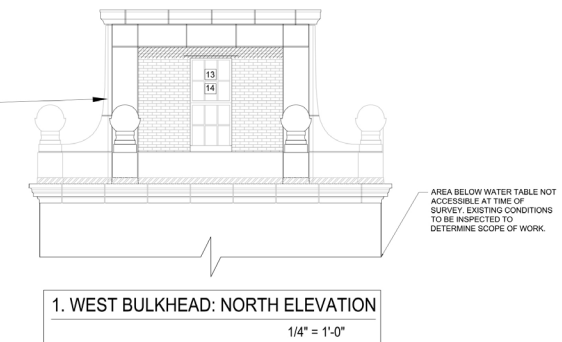 13
14
AREA BELOW WATER TABLE NOT
ACCESSIBLE AT TIME OF
SURVEY. EXISTING CONDITIONS
TO BE INSPECTED TO
DETERMINE SCOPE OF WORK.
1. WEST BULKHEAD: NORTH ELEVATION
1/4" = 1'-0"